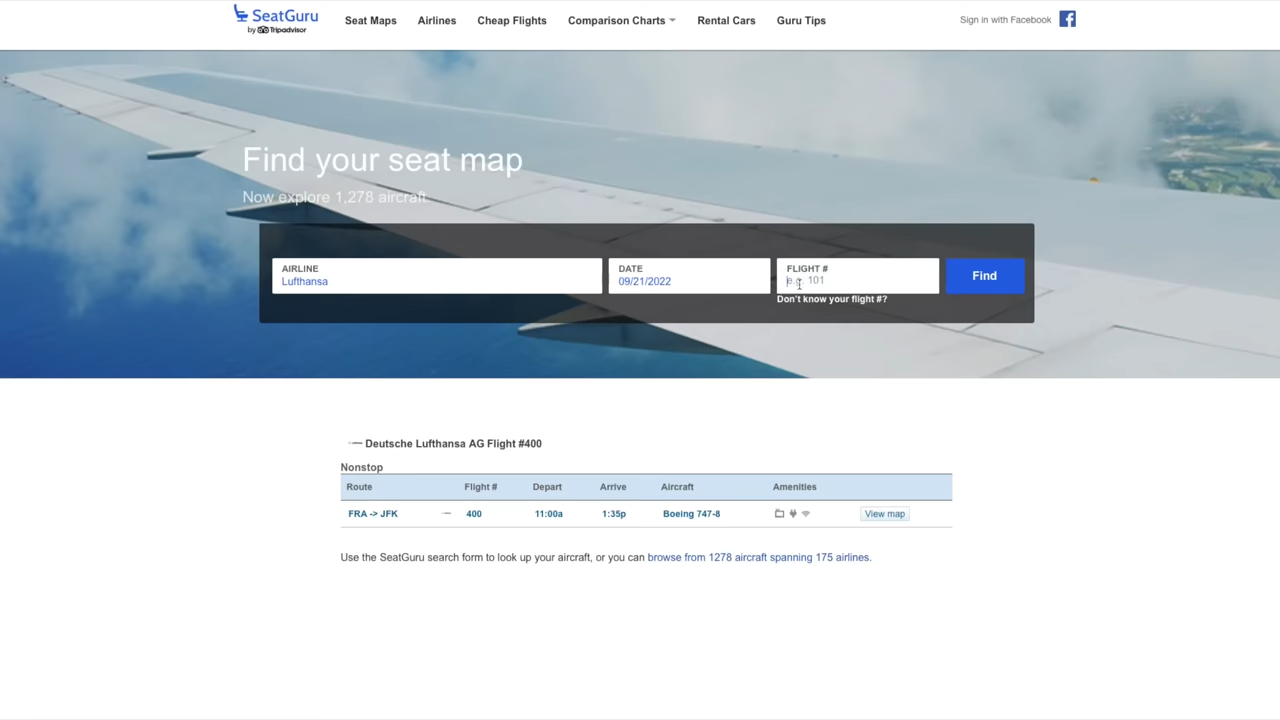 SeatGuru
by Tripadvisor
Seat Maps Airlines Cheap Flights Comparison Charts Rental Cars Guru Tips
Sign in with Facebook
Find your seat map
Now explore 1,278 aircraft.
AIRLINE DATE FLIGHT #
Lufthansa 09/21/2022 e.g. 101
Find
Don't know your flight #?
Deutsche Lufthansa AG Flight #400
Nonstop
Route Flight # Depart Arrive Aircraft Amenities
FRA -> JFK 400 11:00a 1:35p Boeing 747-8 View map
Use the SeatGuru search form to look up your aircraft, or you can browse from 1278 aircraft spanning 175 airlines.